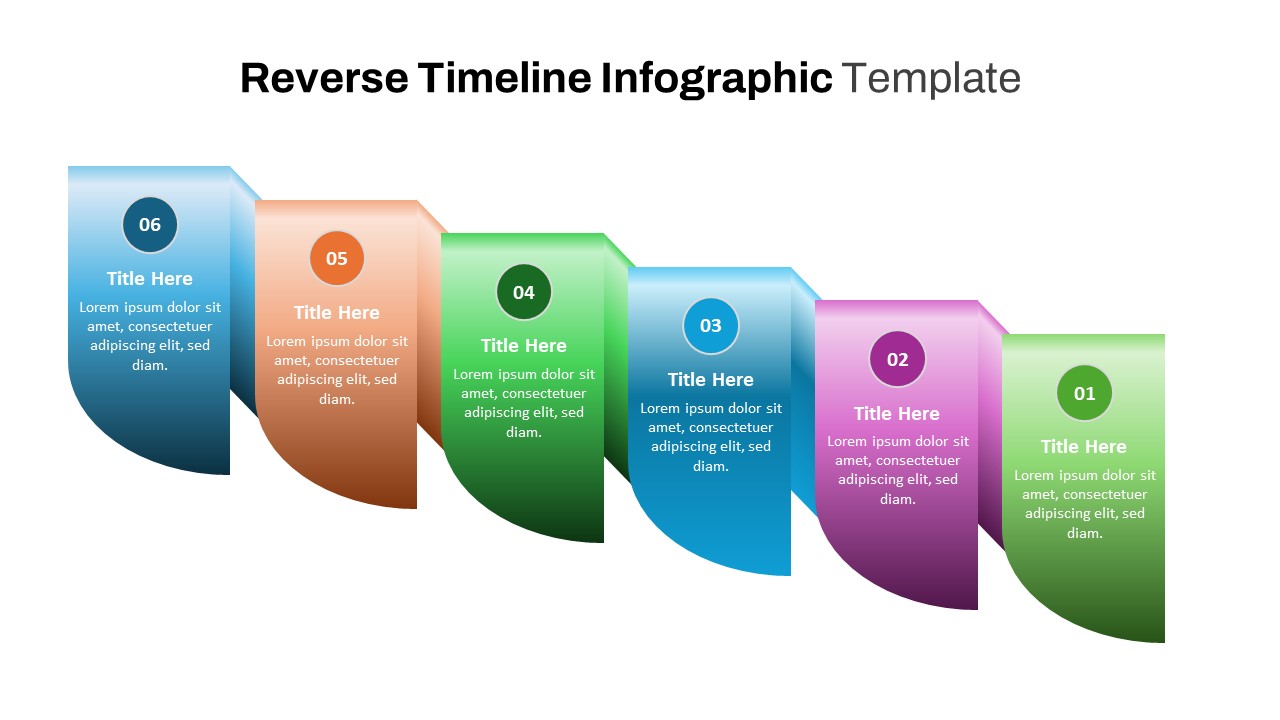 Reverse Timeline Infographic Template
06
Title Here
Lorem ipsum dolor sit
amet, consectetuer
adipiscing elit, sed
diam.
05
Title Here
Lorem ipsum dolor sit
amet, consectetuer
adipiscing elit, sed
diam.
04
Title Here
Lorem ipsum dolor sit
amet, consectetuer
adipiscing elit, sed
diam.
03
Title Here
Lorem ipsum dolor sit
amet, consectetuer
adipiscing elit, sed
diam.
02
Title Here
Lorem ipsum dolor sit
amet, consectetuer
adipiscing elit, sed
diam.
01
Title Here
Lorem ipsum dolor sit
amet, consectetuer
adipiscing elit, sed
diam.